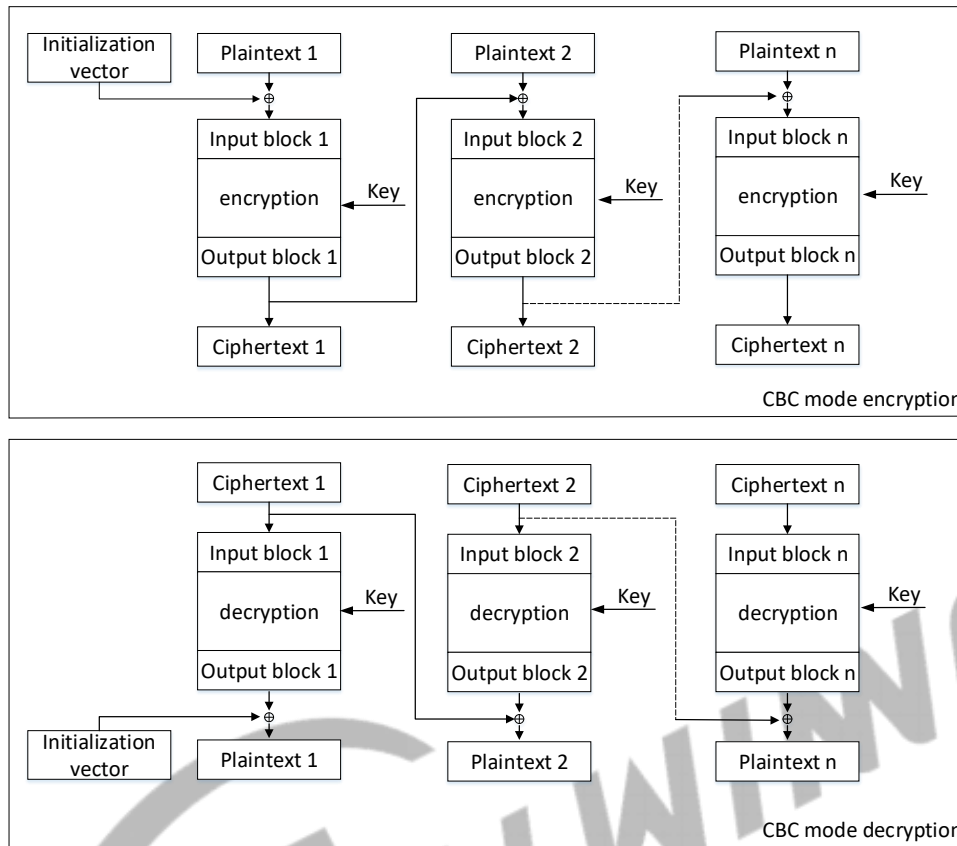 Initialization
vector
Plaintext 1
Plaintext 2
Plaintext n
Input block 1
Input block 2
Input block n
encryption
Key
encryption
Key
encryption
Key
Output block 1
Output block 2
Output block n
Ciphertext 1
Ciphertext 2
Ciphertext n
CBC mode encryption
Ciphertext 1
Ciphertext 2
Ciphertext n
Input block 1
Input block 2
Input block n
decryption
Key
decryption
Key
decryption
Key
Output block 1
Output block 2
Output block n
Initialization
vector
Plaintext 1
Plaintext 2
Plaintext n
CBC mode decryption